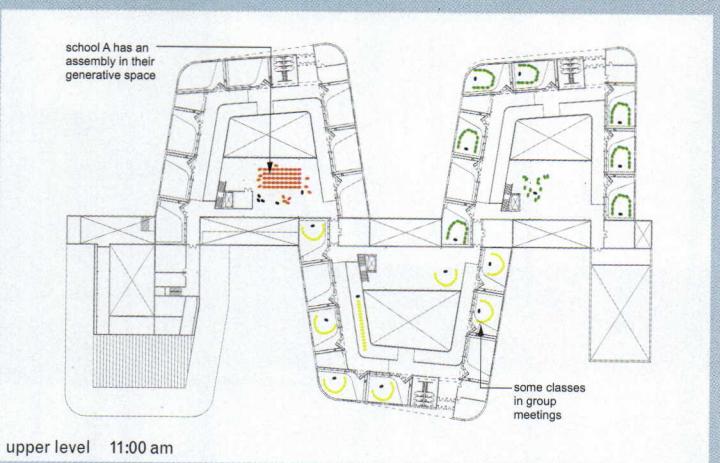 school A has an
assembly in their
generative space
some classes
in group
meetings
upper level 11:00 am